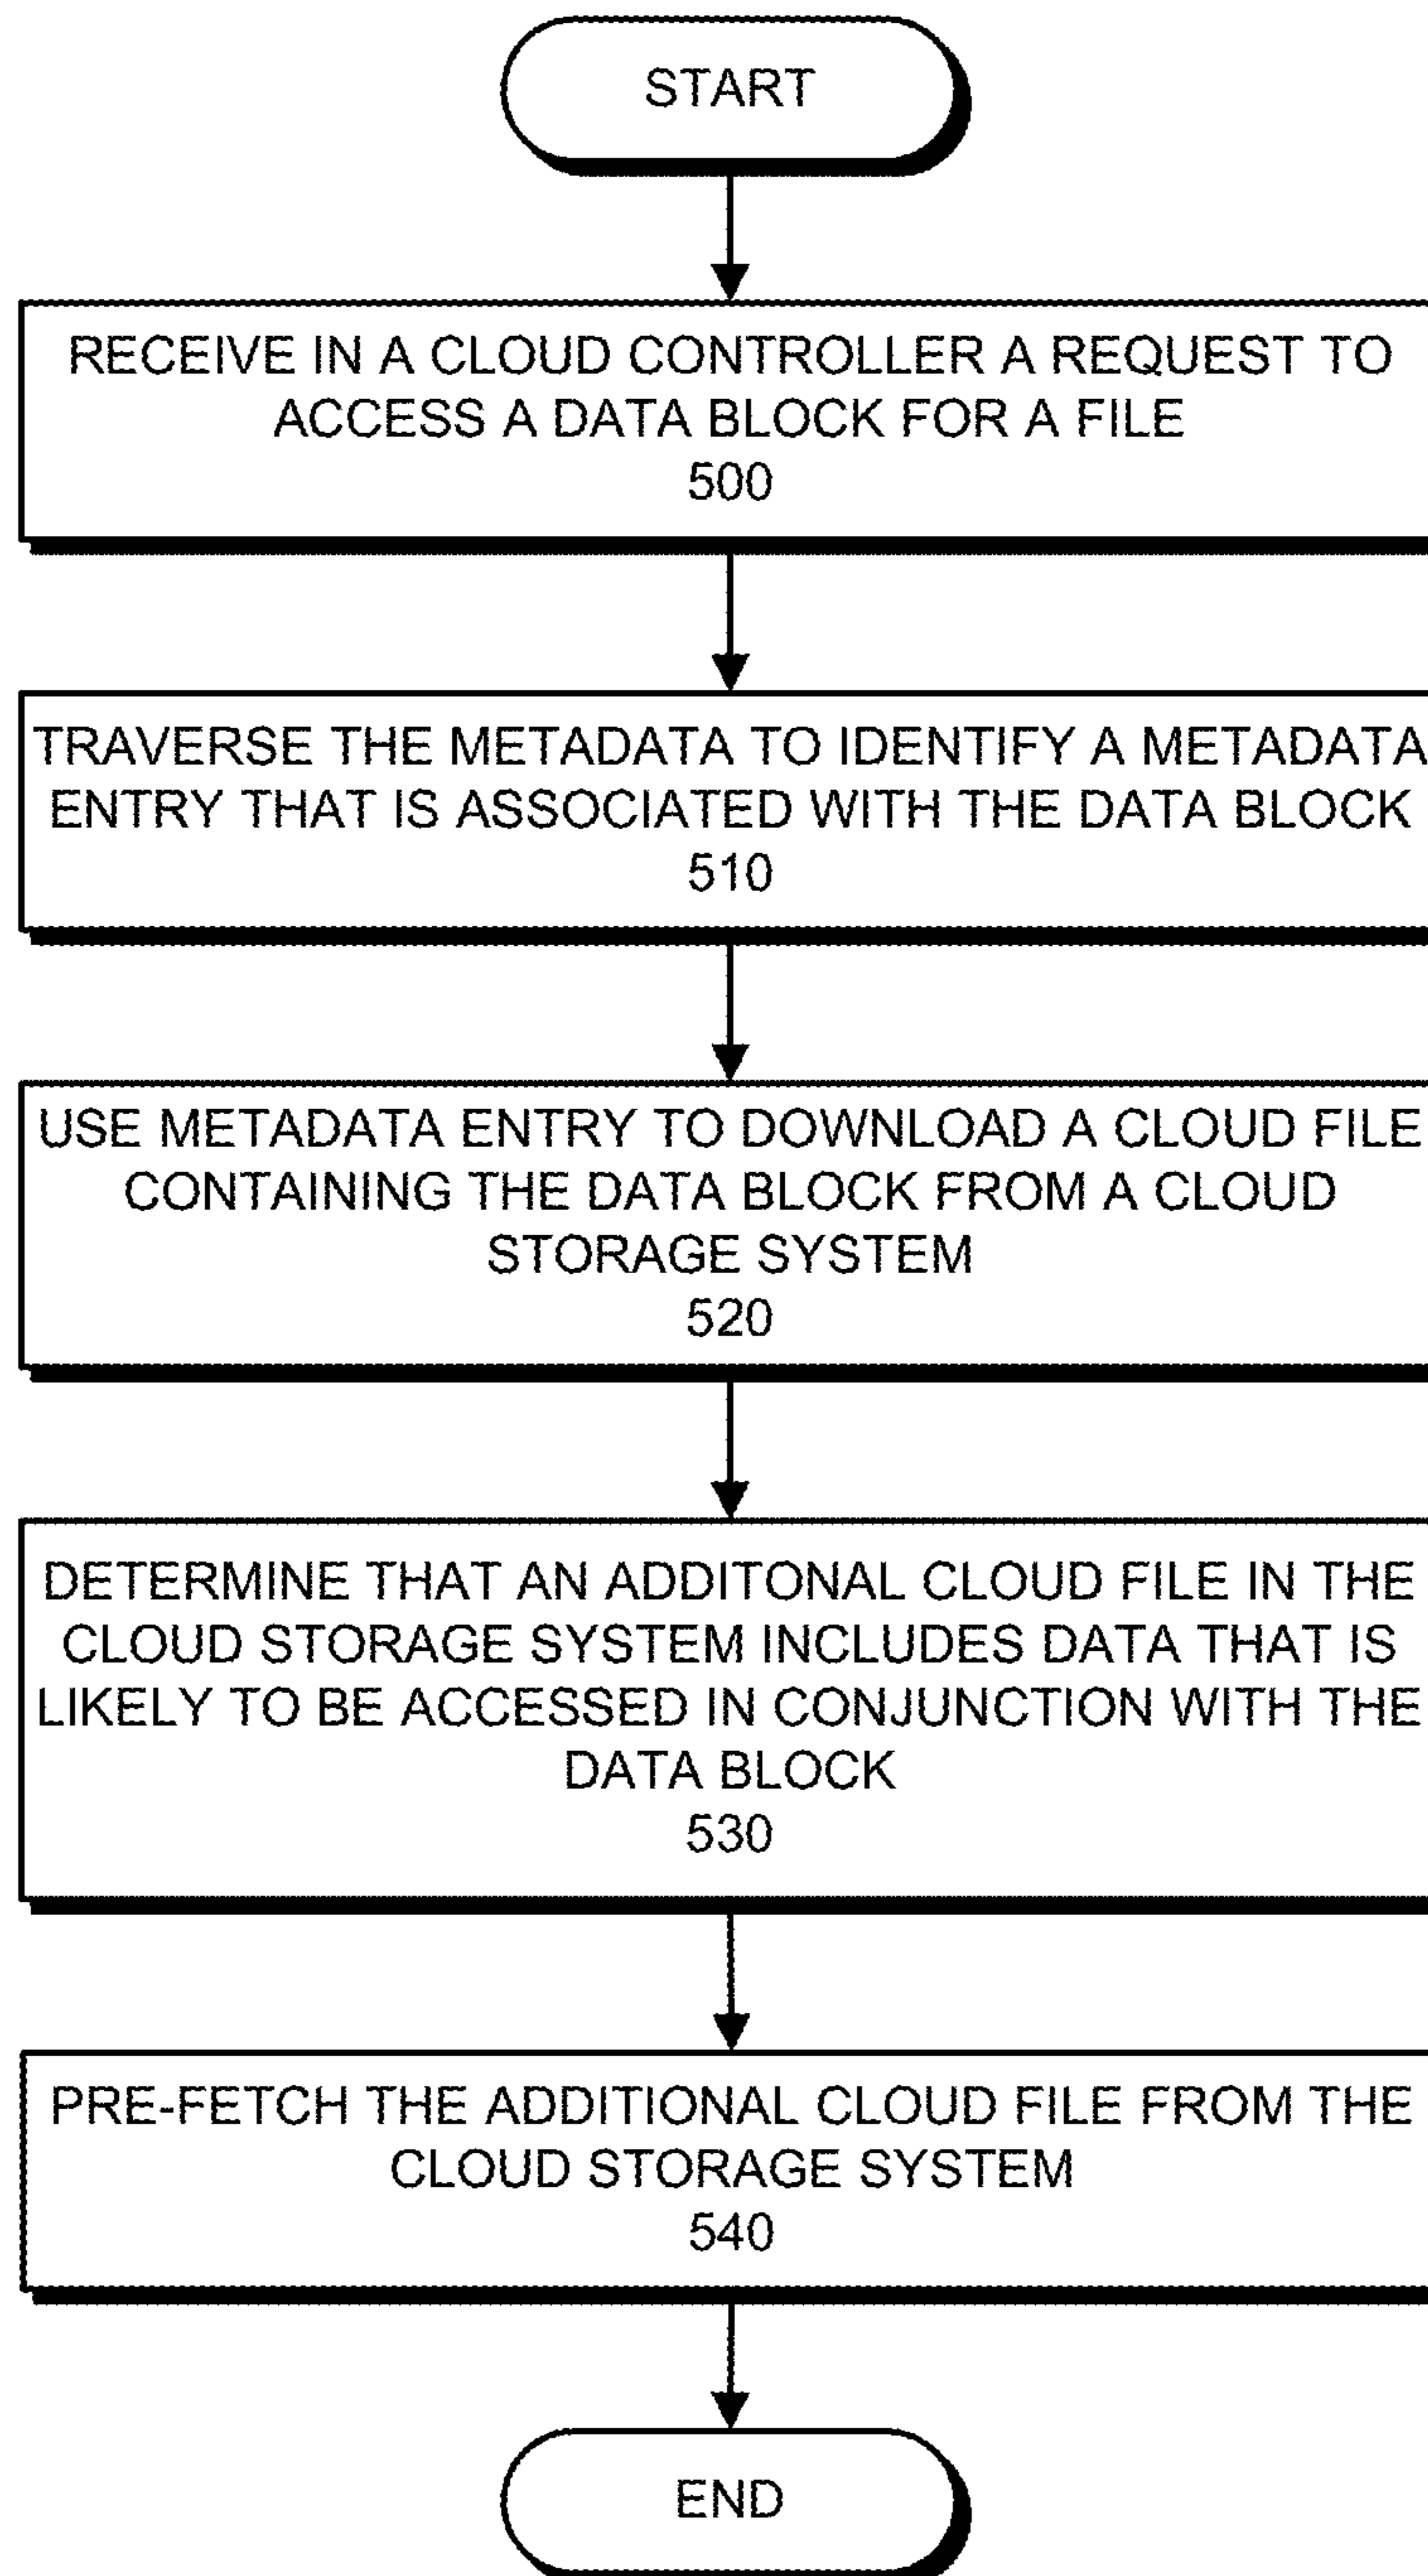 START
RECEIVE IN A CLOUD CONTROLLER A REQUEST TO
ACCESS A DATA BLOCK FOR A FILE
500
TRAVERSE THE METADATA TO IDENTIFY A METADATA
ENTRY THAT IS ASSOCIATED WITH THE DATA BLOCK
510
USE METADATA ENTRY TO DOWNLOAD A CLOUD FILE
CONTAINING THE DATA BLOCK FROM A CLOUD
STORAGE SYSTEM
520
DETERMINE THAT AN ADDITONAL CLOUD FILE IN THE
CLOUD STORAGE SYSTEM INCLUDES DATA THAT IS
LIKELY TO BE ACCESSED IN CONJUNCTION WITH THE
DATA BLOCK
530
PRE-FETCH THE ADDITIONAL CLOUD FILE FROM THE
CLOUD STORAGE SYSTEM
540
END